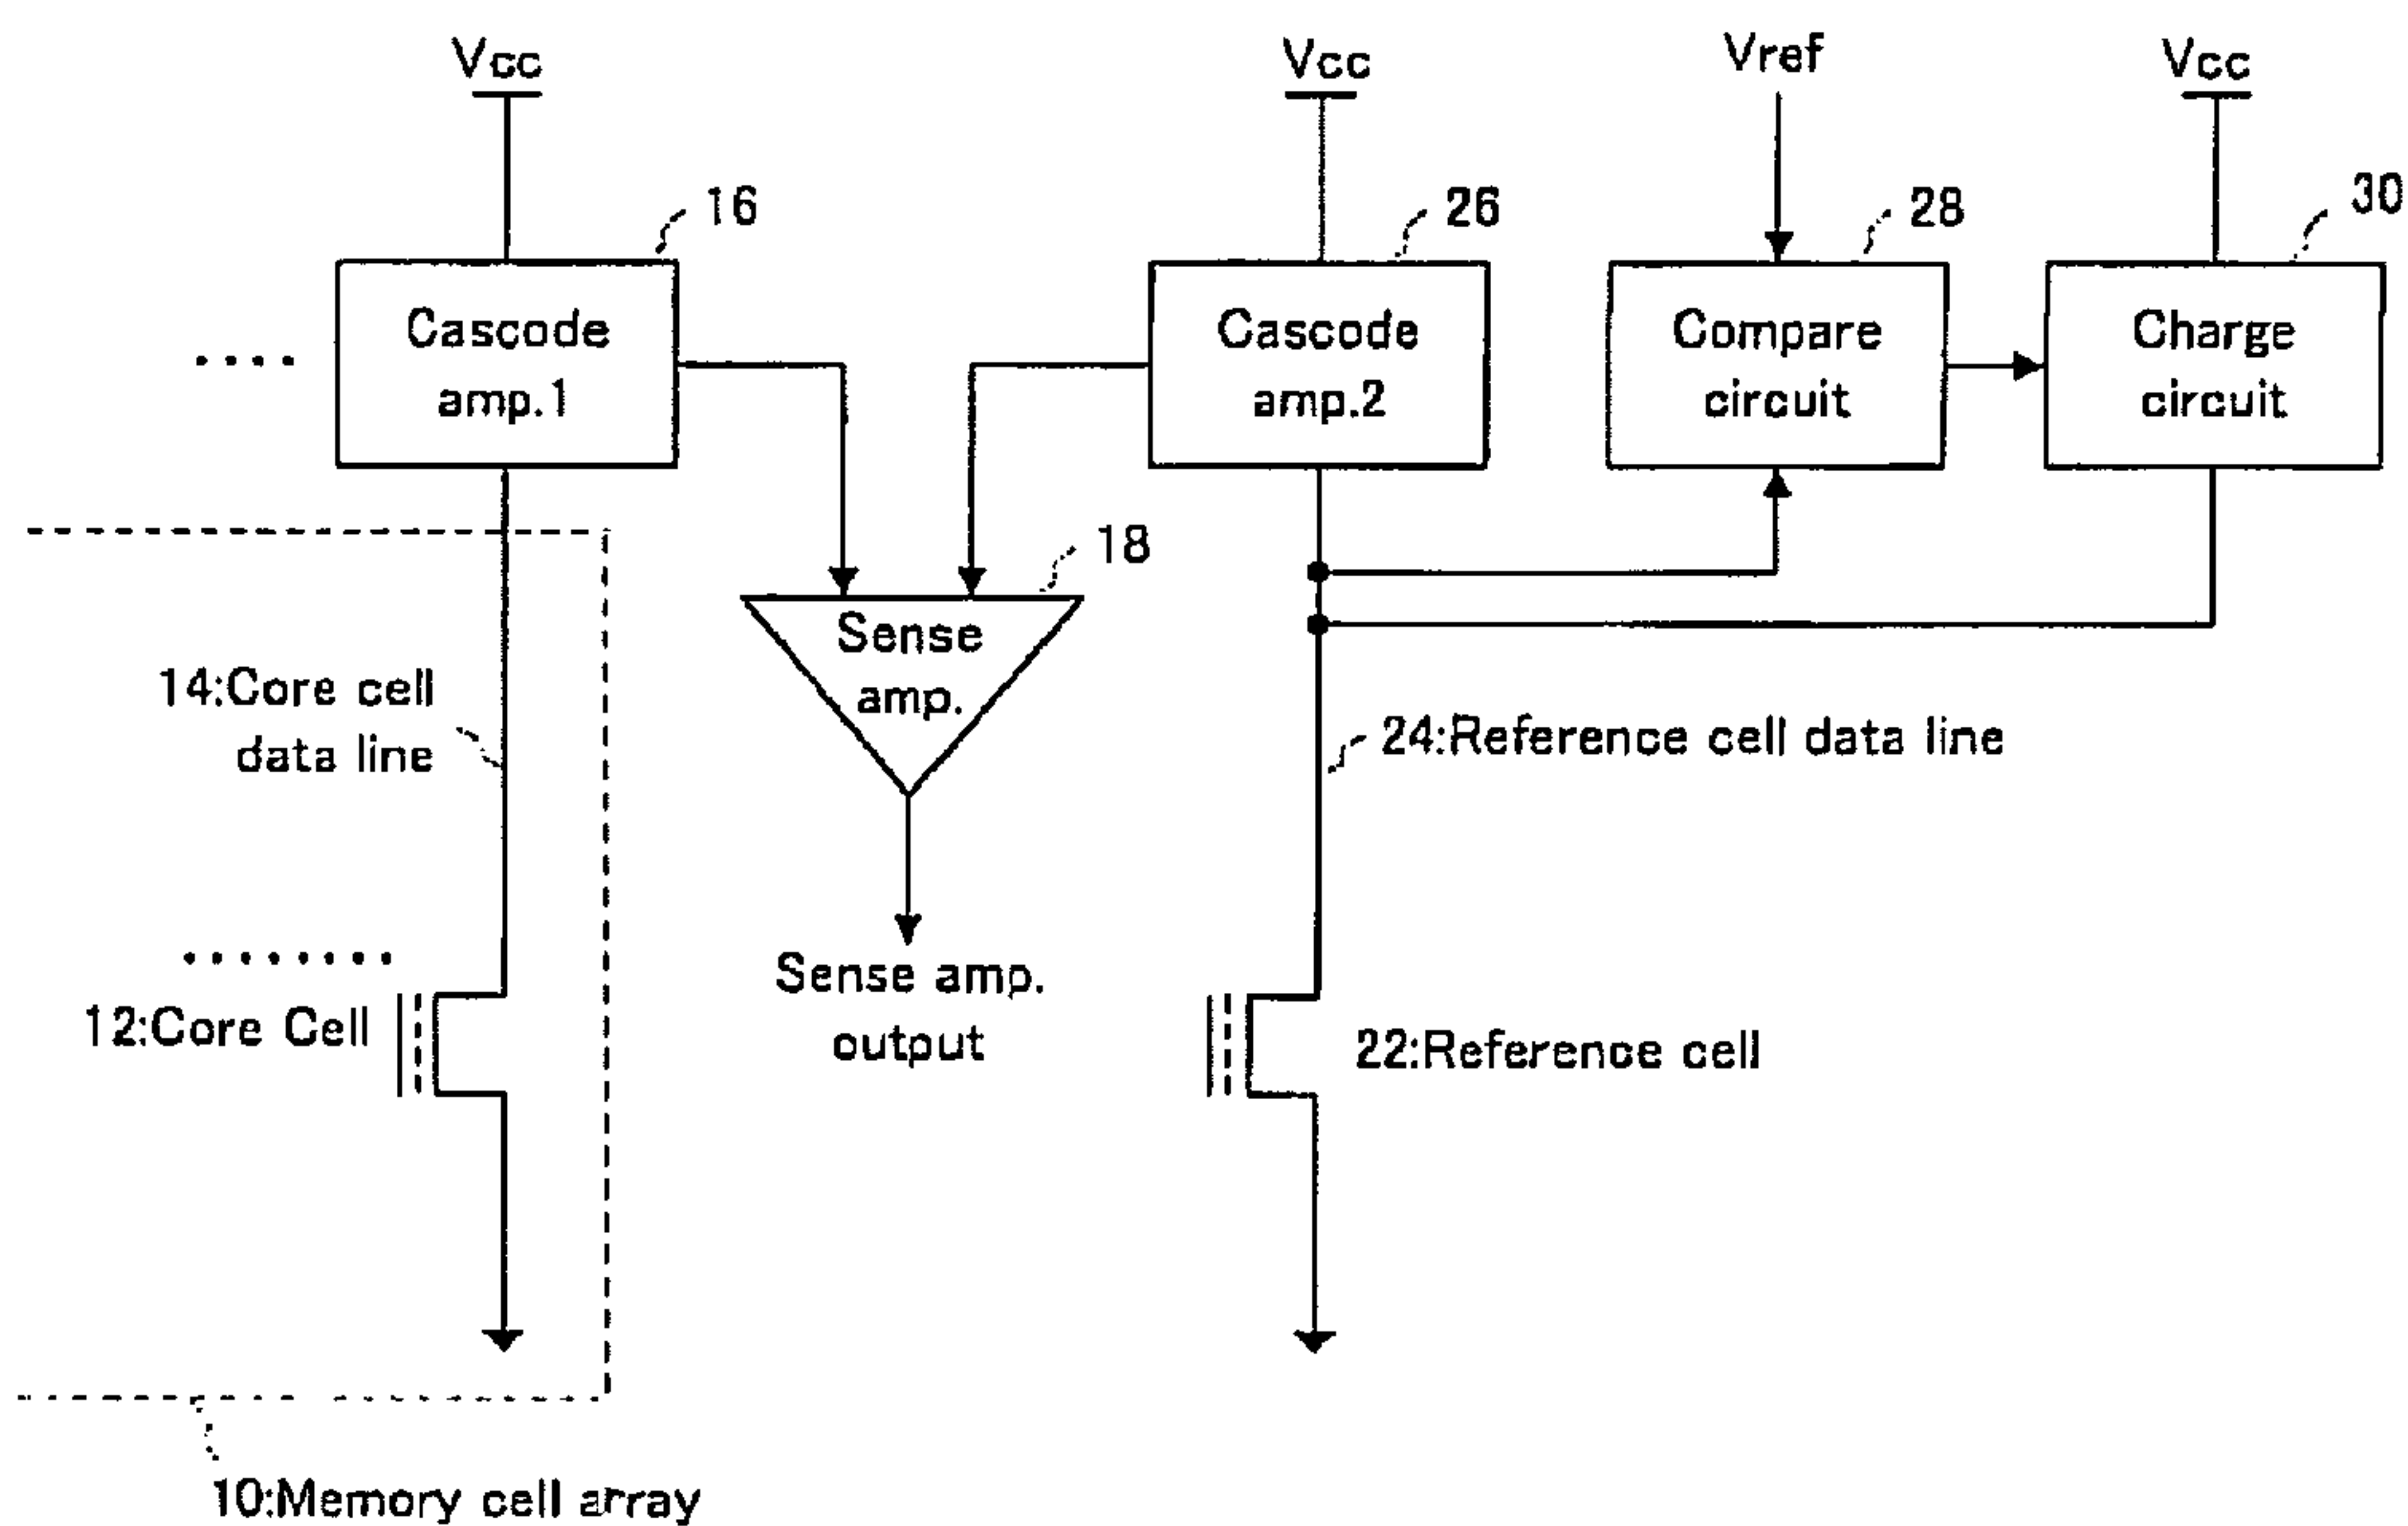 Vcc
Vcc
Vref
Vcc
16
26
28
30
Cascode
amp.1
Cascode
amp.2
Compare
circuit
Charge
circuit
18
Sense
amp.
14:Core cell
data line
24:Reference cell data line
Sense amp.
output
12:Core Cell
22:Reference cell
10:Memory cell array